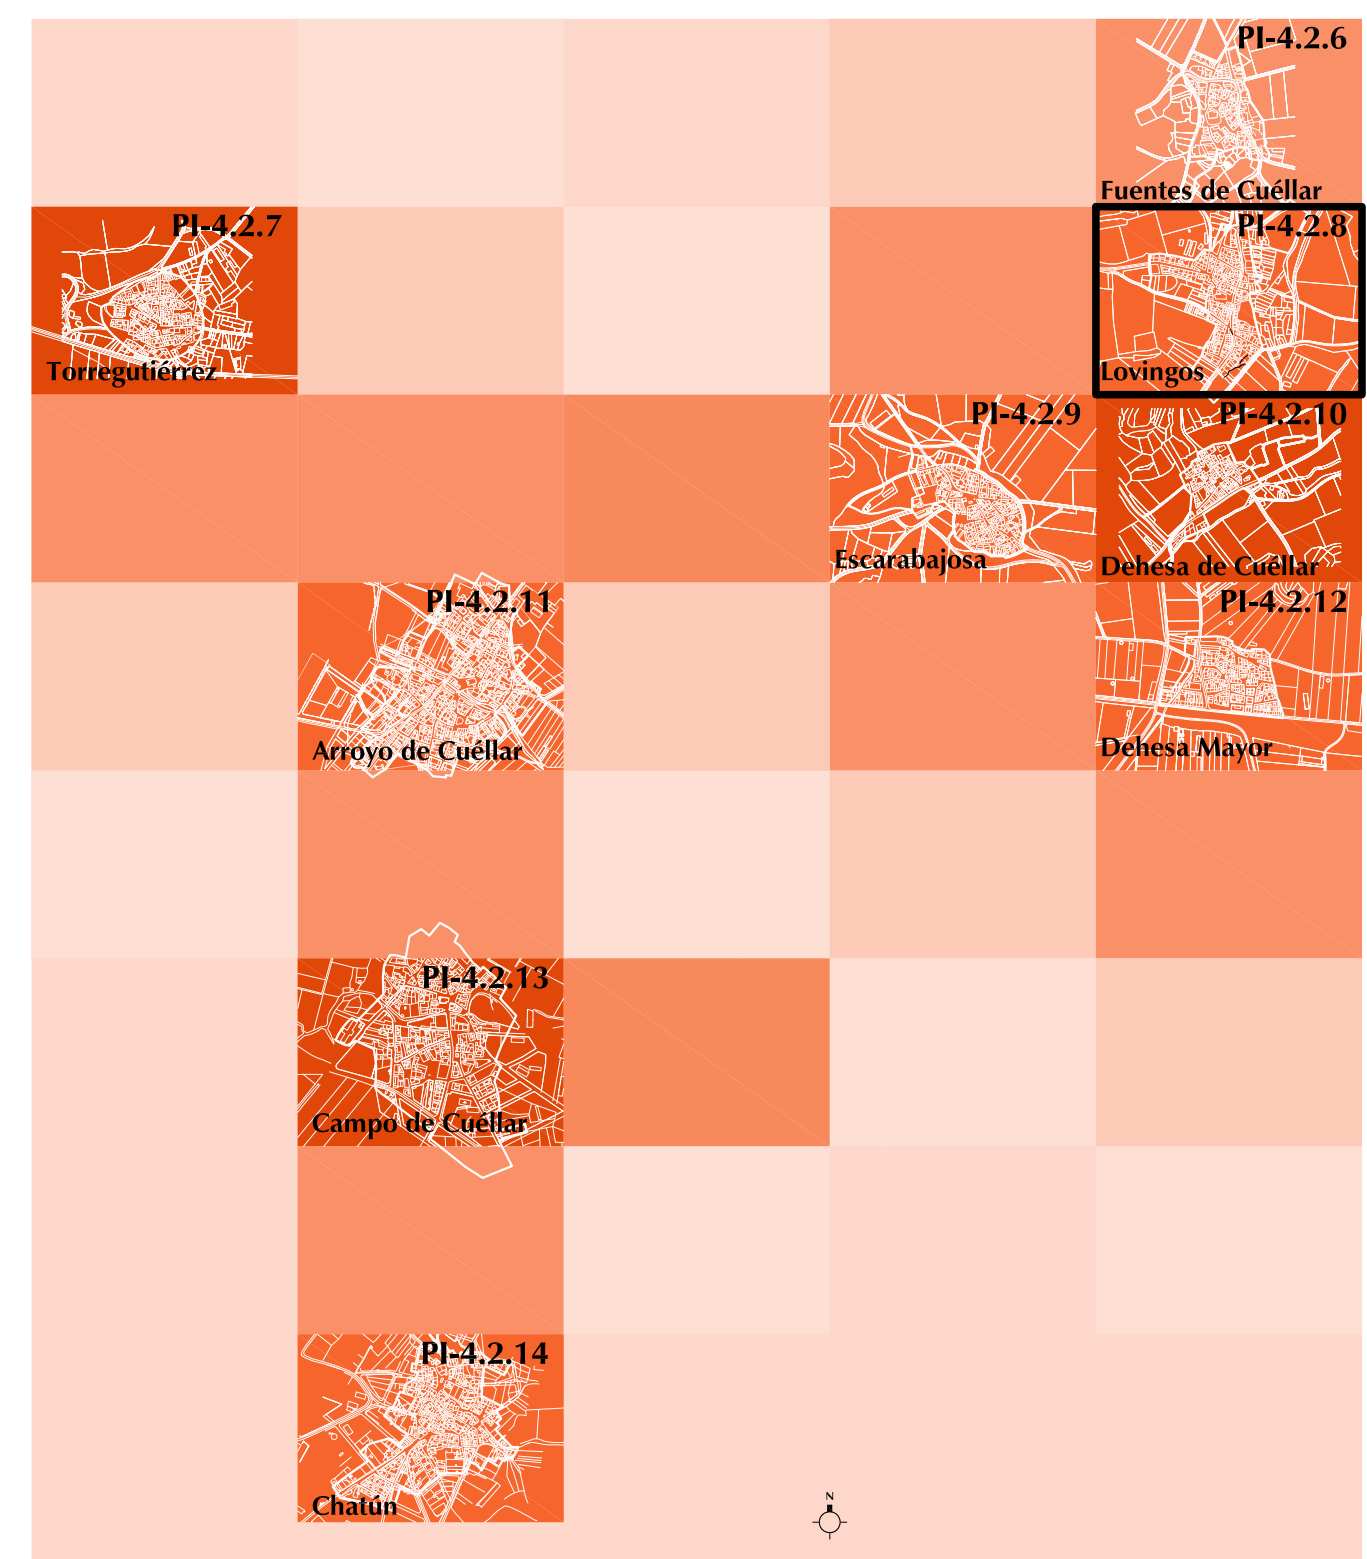 PI-4.2.6
Fuentes de Cuéllar
PI-4.2.7
Torregutiérrez
PI-4.2.8
Lovingos
PI-4.2.9
Escarabajosa
PI-4.2.10
Dehesa de Cuéllar
PI-4.2.11
Arroyo de Cuéllar
PI-4.2.12
Dehesa Mayor
PI-4.2.13
Campo de Cuéllar
PI-4.2.14
Chatún
N